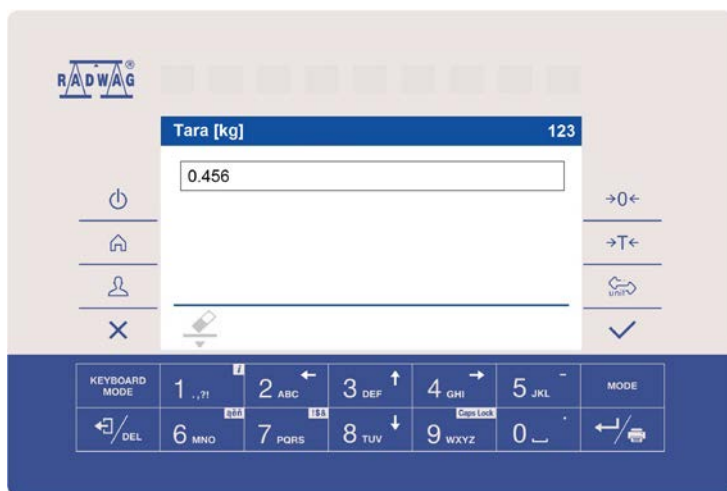 RADWAG®
Tara [kg] 123
0.456
→0←
→T←
unit
KEYBOARD MODE 1 .,?! i 2 ABC ← 3 DEF ↑ 4 GHI → 5 JKL - MODE
DEL 6 MNO ąèñ 7 PQRS !$& 8 TUV ↓ 9 WXYZ Caps Lock 0 .